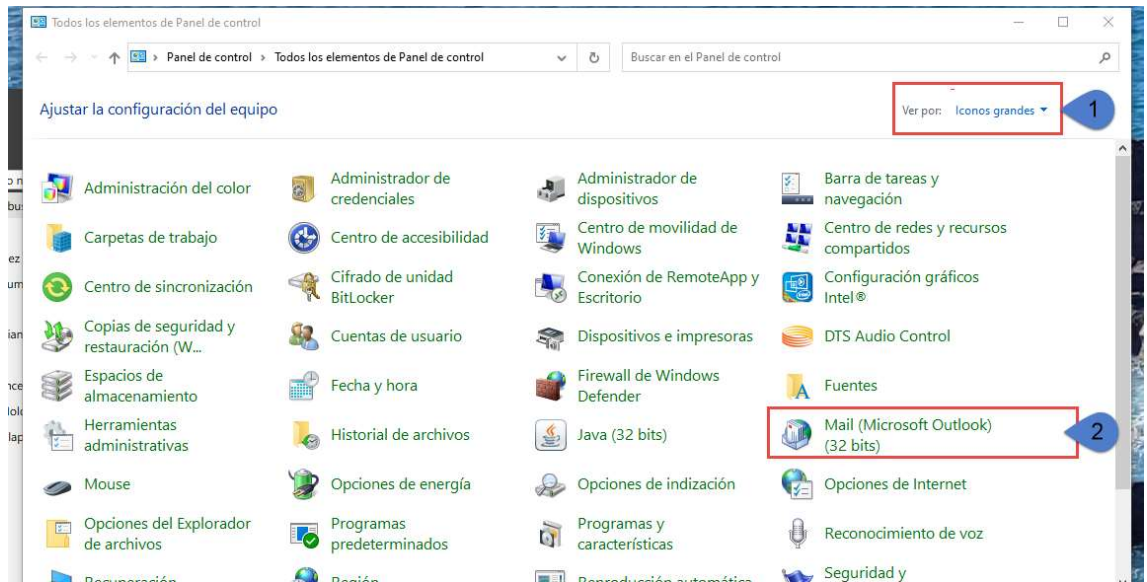 Todos los elementos de Panel de control
Panel de control > Todos los elementos de Panel de control
Buscar en el Panel de control
Ajustar la configuración del equipo
Ver por: Iconos grandes
1
Administración del color
Administrador de
credenciales
Administrador de
dispositivos
Barra de tareas y
navegación
Carpetas de trabajo
Centro de accesibilidad
Centro de movilidad de
Windows
Centro de redes y recursos
compartidos
Centro de sincronización
Cifrado de unidad
BitLocker
Conexión de RemoteApp y
Escritorio
Configuración gráficos
Intel®
Copias de seguridad y
restauración (W...
Cuentas de usuario
Dispositivos e impresoras
DTS Audio Control
Espacios de
almacenamiento
Fecha y hora
Firewall de Windows
Defender
Fuentes
Herramientas
administrativas
Historial de archivos
Java (32 bits)
Mail (Microsoft Outlook)
(32 bits)
2
Mouse
Opciones de energía
Opciones de indización
Opciones de Internet
Opciones del Explorador
de archivos
Programas
predeterminados
Programas y
características
Reconocimiento de voz
Recuperación
Región
Reproducción automática
Seguridad y